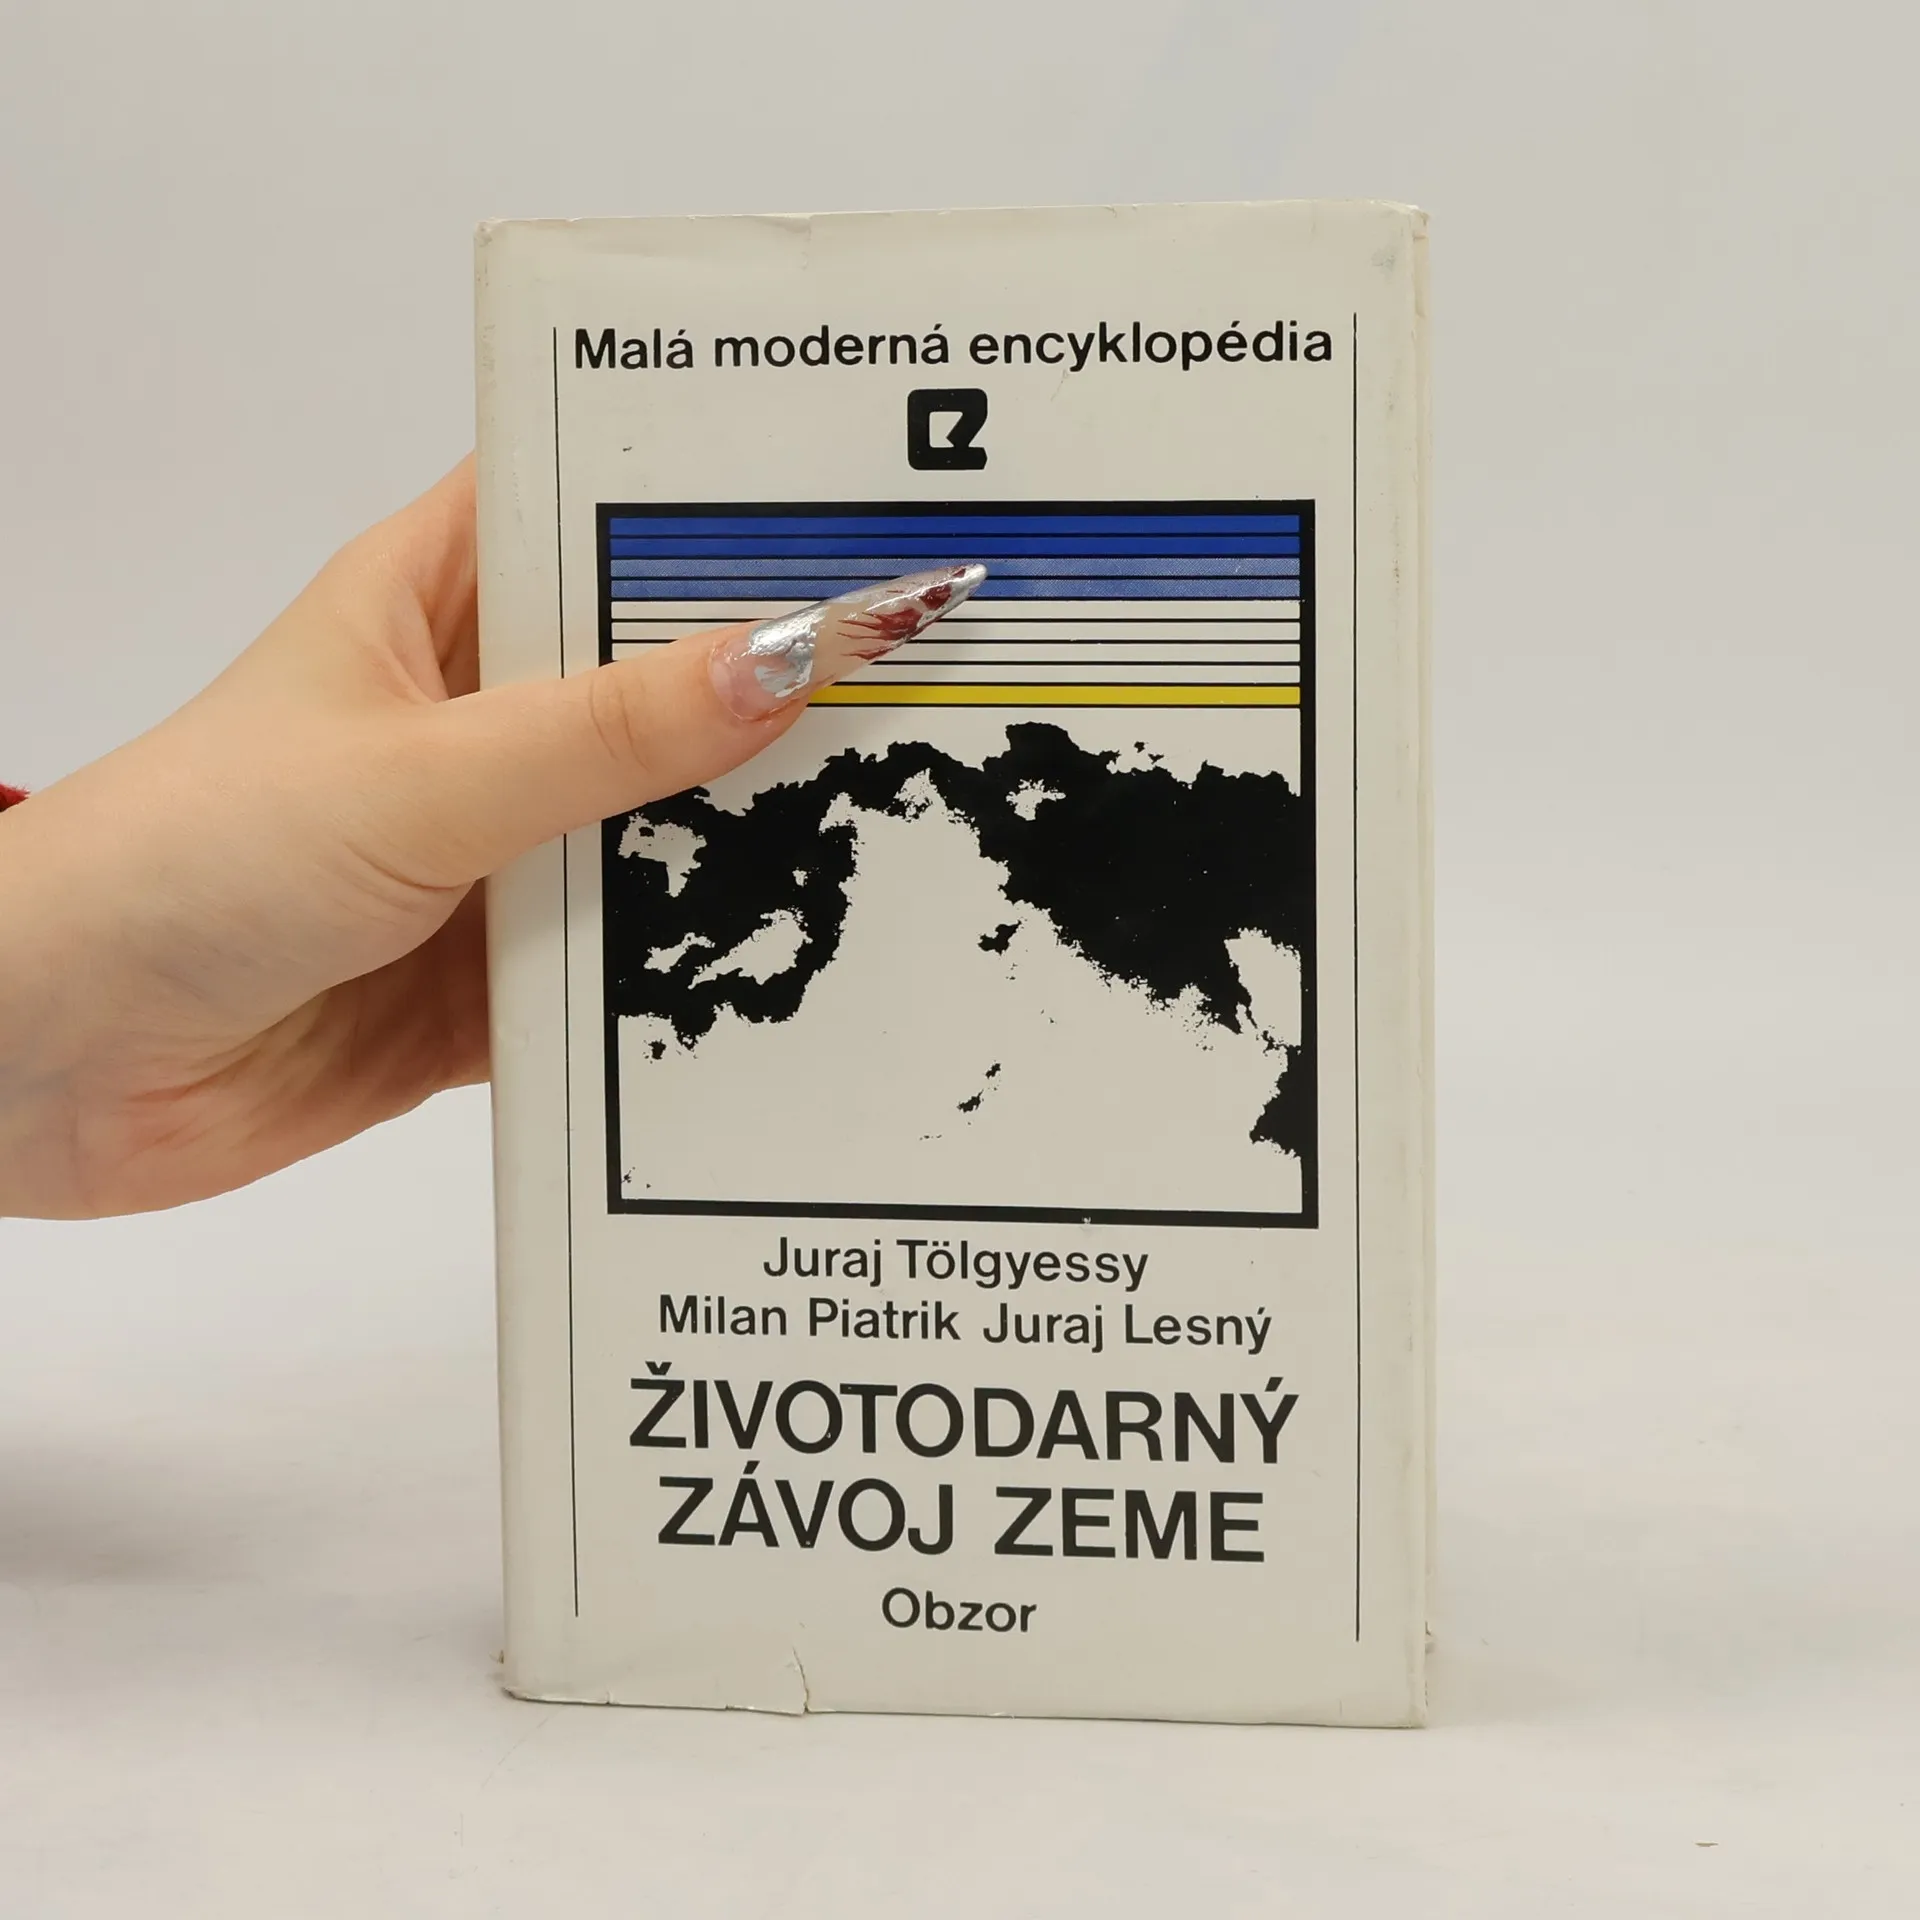 Malá moderná encyklopédia
Juraj Tölgyessy
Milan Piatrik Juraj Lesný
ŽIVOTODARNÝ
ZÁVOJ ZEME
Obzor